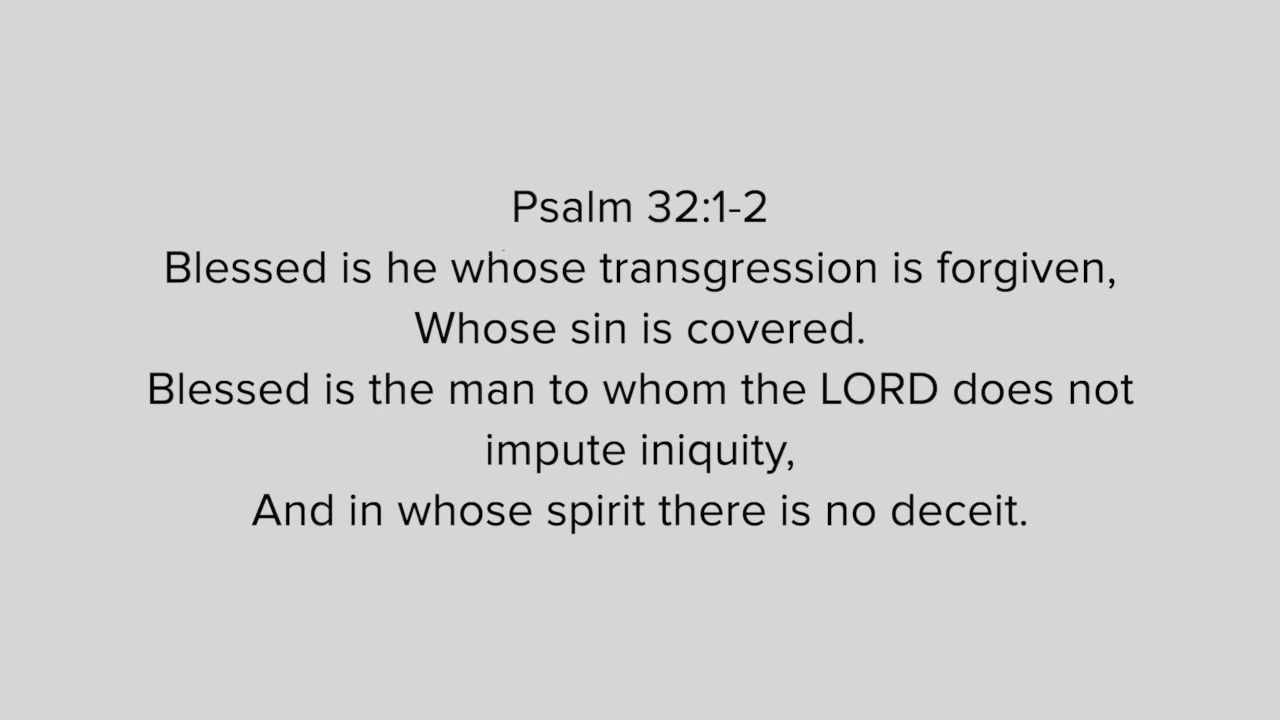 Psalm 32:1-2
Blessed is he whose transgression is forgiven,
Whose sin is covered.
Blessed is the man to whom the LORD does not
impute iniquity,
And in whose spirit there is no deceit.